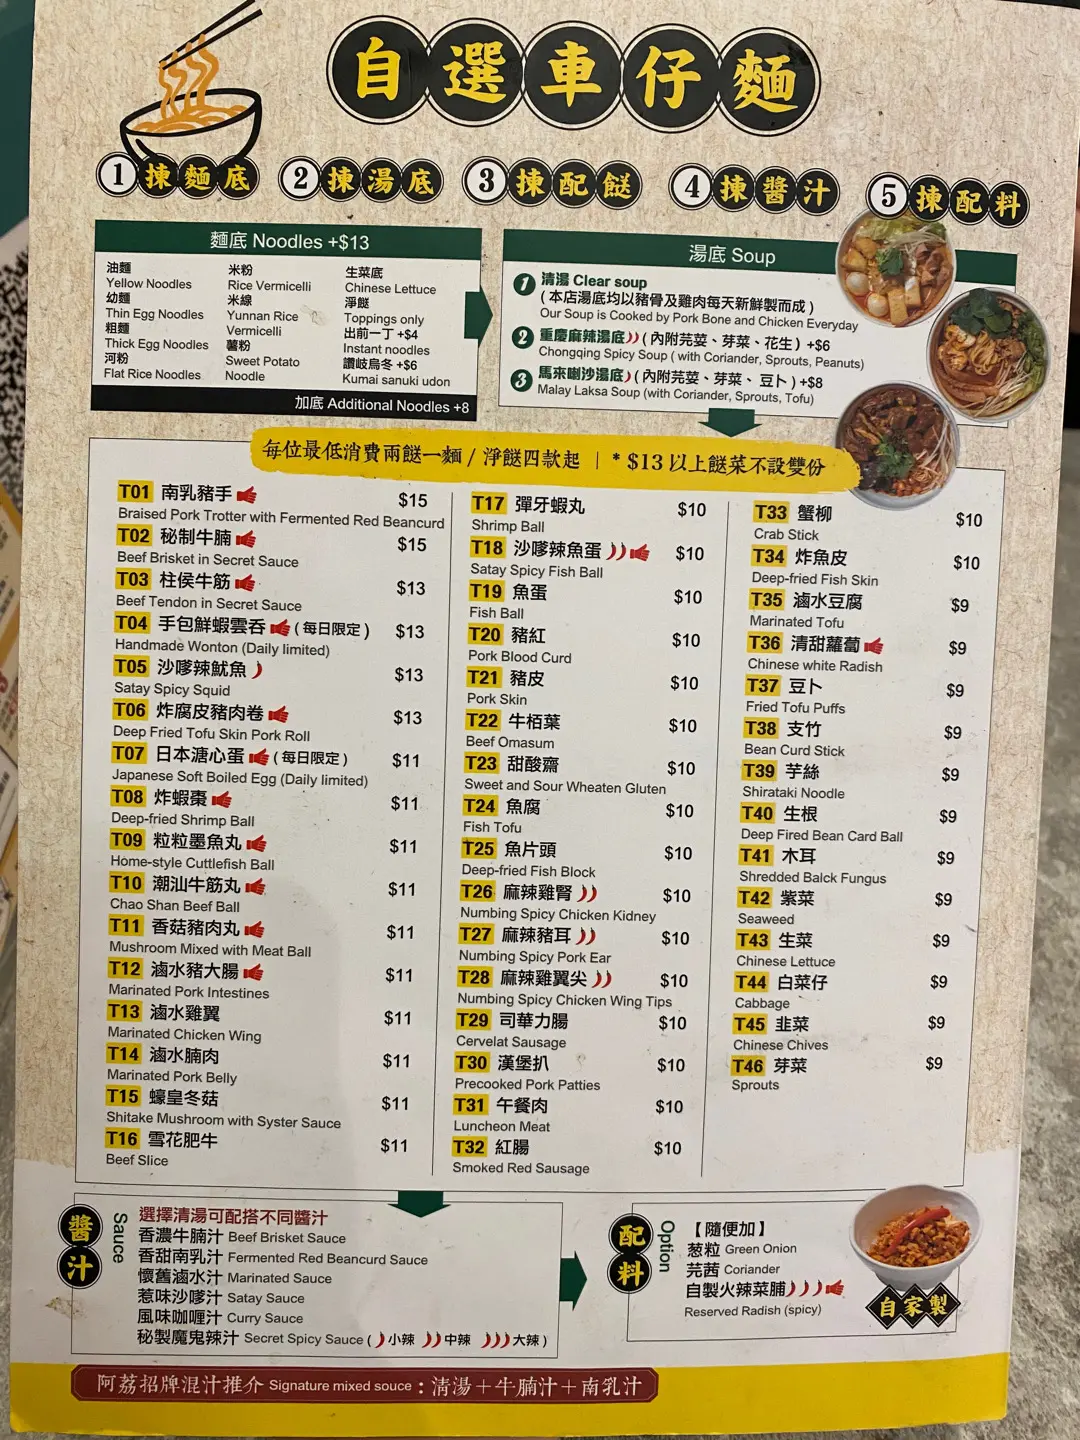 自選車仔麵
1 揀麵底
2 揀湯底
3 揀配餸
4 揀醬汁
5 揀配料
麵底 Noodles +$13
油麵
Yellow Noodles
幼麵
Thin Egg Noodles
粗麵
Thick Egg Noodles
河粉
Flat Rice Noodles
米粉
Rice Vermicelli
米線
Yunnan Rice
Vermicelli
薯粉
Sweet Potato
Noodle
生菜底
Chinese Lettuce
淨餸
Toppings only
出前一丁 +$4
Instant noodles
讚岐烏冬 +$6
Kumai sanuki udon
加底 Additional Noodles +8
湯底 Soup
1 清湯 Clear soup
(本店湯底均以豬骨及雞肉每天新鮮製而成)
Our Soup is Cooked by Pork Bone and Chicken Everyday
2 重慶麻辣湯底 (內附芫荽、芽菜、花生) +$6
Chongqing Spicy Soup ( with Coriander, Sprouts, Peanuts)
3 馬來喇沙湯底 (內附芫荽、芽菜、豆卜) +$8
Malay Laksa Soup (with Coriander, Sprouts, Tofu)
每位最低消費兩餸一麵 / 淨餸四款起 | * $13 以上餸菜不設雙份
T01 南乳豬手 $15
Braised Pork Trotter with Fermented Red Beancurd
T02 秘制牛腩 $15
Beef Brisket in Secret Sauce
T03 柱侯牛筋 $13
Beef Tendon in Secret Sauce
T04 手包鮮蝦雲吞 (每日限定) $13
Handmade Wonton (Daily limited)
T05 沙嗲辣魷魚 $13
Satay Spicy Squid
T06 炸腐皮豬肉卷 $13
Deep Fried Tofu Skin Pork Roll
T07 日本溏心蛋 (每日限定) $11
Japanese Soft Boiled Egg (Daily limited)
T08 炸蝦棗 $11
Deep-fried Shrimp Ball
T09 粒粒墨魚丸 $11
Home-style Cuttlefish Ball
T10 潮汕牛筋丸 $11
Chao Shan Beef Ball
T11 香菇豬肉丸 $11
Mushroom Mixed with Meat Ball
T12 滷水豬大腸 $11
Marinated Pork Intestines
T13 滷水雞翼 $11
Marinated Chicken Wing
T14 滷水腩肉 $11
Marinated Pork Belly
T15 蠔皇冬菇 $11
Shitake Mushroom with Syster Sauce
T16 雪花肥牛 $11
Beef Slice
T17 彈牙蝦丸 $10
Shrimp Ball
T18 沙嗲辣魚蛋 $10
Satay Spicy Fish Ball
T19 魚蛋 $10
Fish Ball
T20 豬紅 $10
Pork Blood Curd
T21 豬皮 $10
Pork Skin
T22 牛栢葉 $10
Beef Omasum
T23 甜酸齋 $10
Sweet and Sour Wheaten Gluten
T24 魚腐 $10
Fish Tofu
T25 魚片頭 $10
Deep-fried Fish Block
T26 麻辣雞腎 $10
Numbing Spicy Chicken Kidney
T27 麻辣豬耳 $10
Numbing Spicy Pork Ear
T28 麻辣雞翼尖 $10
Numbing Spicy Chicken Wing Tips
T29 司華力腸 $10
Cervelat Sausage
T30 漢堡扒 $10
Precooked Pork Patties
T31 午餐肉 $10
Luncheon Meat
T32 紅腸 $10
Smoked Red Sausage
T33 蟹柳 $10
Crab Stick
T34 炸魚皮 $10
Deep-fried Fish Skin
T35 滷水豆腐 $9
Marinated Tofu
T36 清甜蘿蔔 $9
Chinese white Radish
T37 豆卜 $9
Fried Tofu Puffs
T38 支竹 $9
Bean Curd Stick
T39 芋絲 $9
Shirataki Noodle
T40 生根 $9
Deep Fired Bean Card Ball
T41 木耳 $9
Shredded Balck Fungus
T42 紫菜 $9
Seaweed
T43 生菜 $9
Chinese Lettuce
T44 白菜仔 $9
Cabbage
T45 韭菜 $9
Chinese Chives
T46 芽菜 $9
Sprouts
醬汁 Sauce
選擇清湯可配搭不同醬汁
香濃牛腩汁 Beef Brisket Sauce
香甜南乳汁 Fermented Red Beancurd Sauce
懷舊滷水汁 Marinated Sauce
惹味沙嗲汁 Satay Sauce
風味咖喱汁 Curry Sauce
秘製魔鬼辣汁 Secret Spicy Sauce ( 小辣 中辣 大辣)
配料 Option
【隨便加】
葱粒 Green Onion
芫茜 Coriander
自製火辣菜脯
Reserved Radish (spicy)
自家製
阿荔招牌混汁推介 Signature mixed souce：清湯＋牛腩汁＋南乳汁